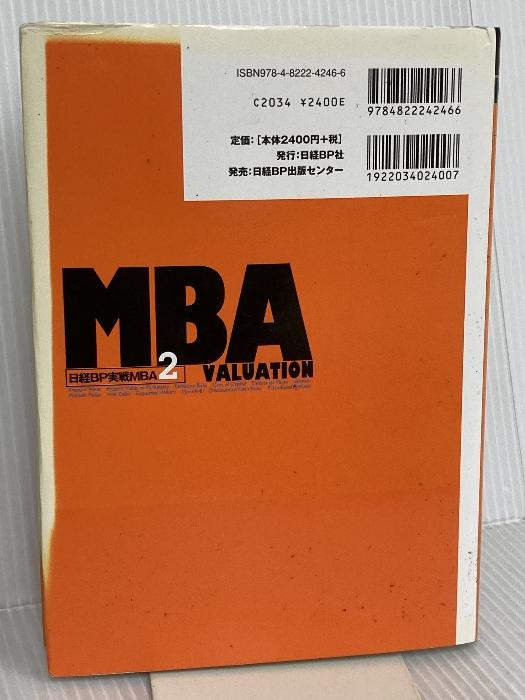 ISBN978-4-8222-4246-6
C2034 ¥2400E
9784822242466
定価:[本体2400円+税]
発行:日経BP社
発売:日経BP出版センター
1922034024007
MBA
日経BP実戦MBA2
VALUATION